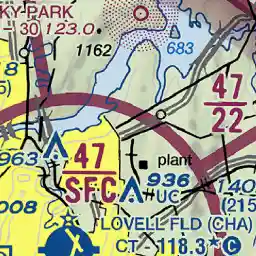 KY-PARK
30 123.0
1162
683
47
22
963
47
SFC
plant
936
UC
140
(215
008
LOVELL FLD (CHA)
CT - 118.3* C